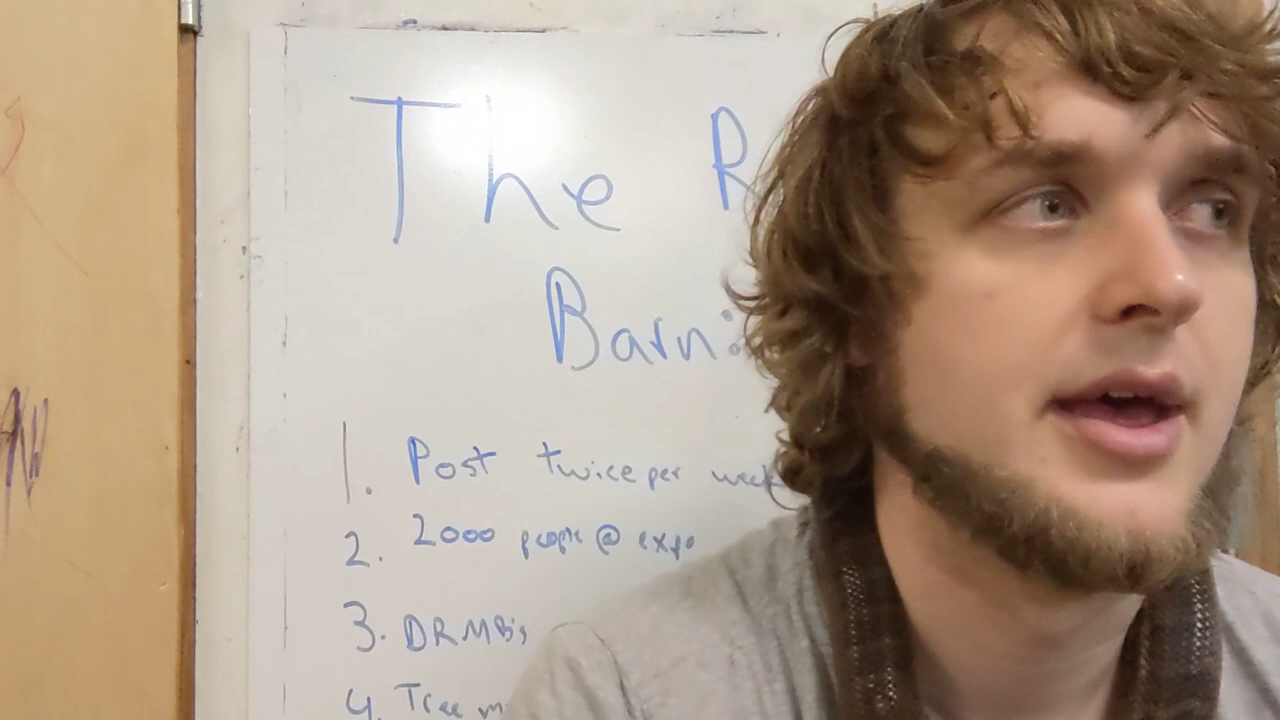 The R
Barn:
1. Post twice per week
2. 2000 people @ expo
3. DRMB's
4. Tree m